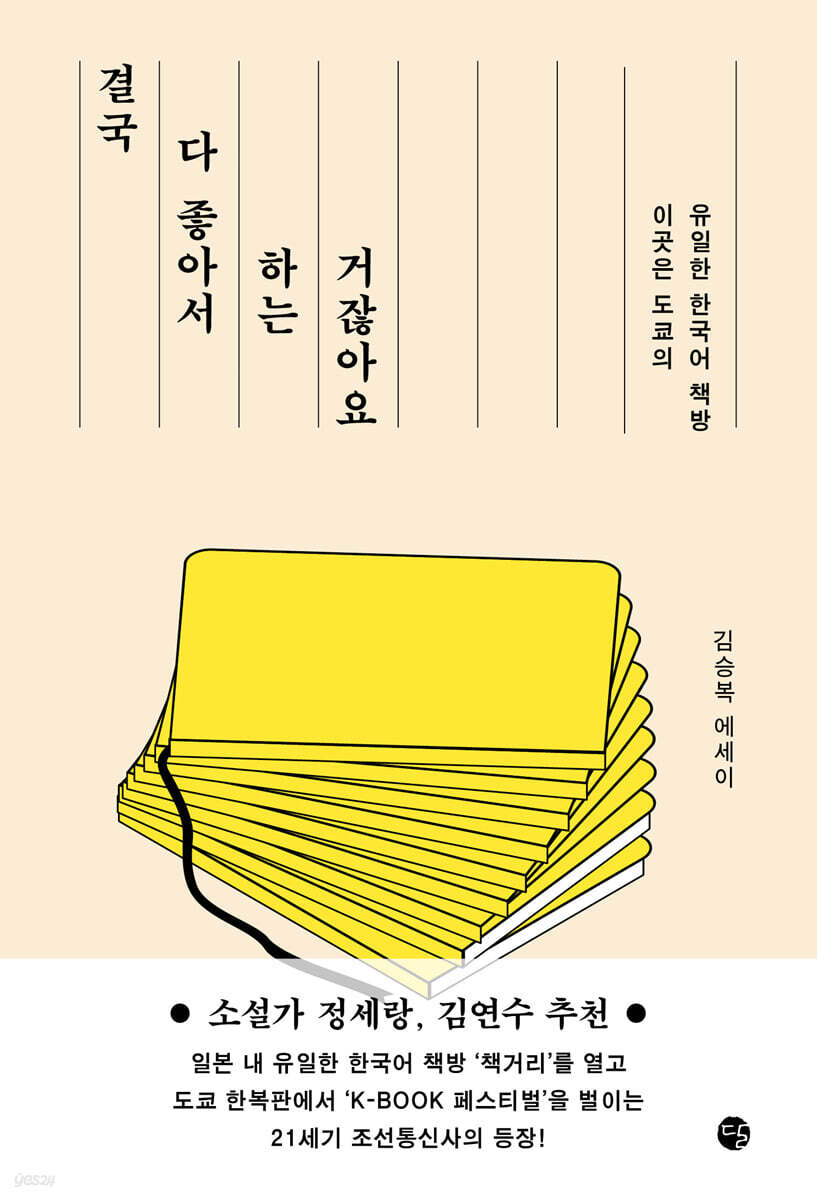 결국
다 좋아서
하는
거잖아요
이곳은 도쿄의
유일한 한국어 책방
김승복 에세이
● 소설가 정세랑, 김연수 추천 ●
일본 내 유일한 한국어 책방 ‘책거리’를 열고
도쿄 한복판에서 ‘K-BOOK 페스티벌’을 벌이는
21세기 조선통신사의 등장!
달
yes24